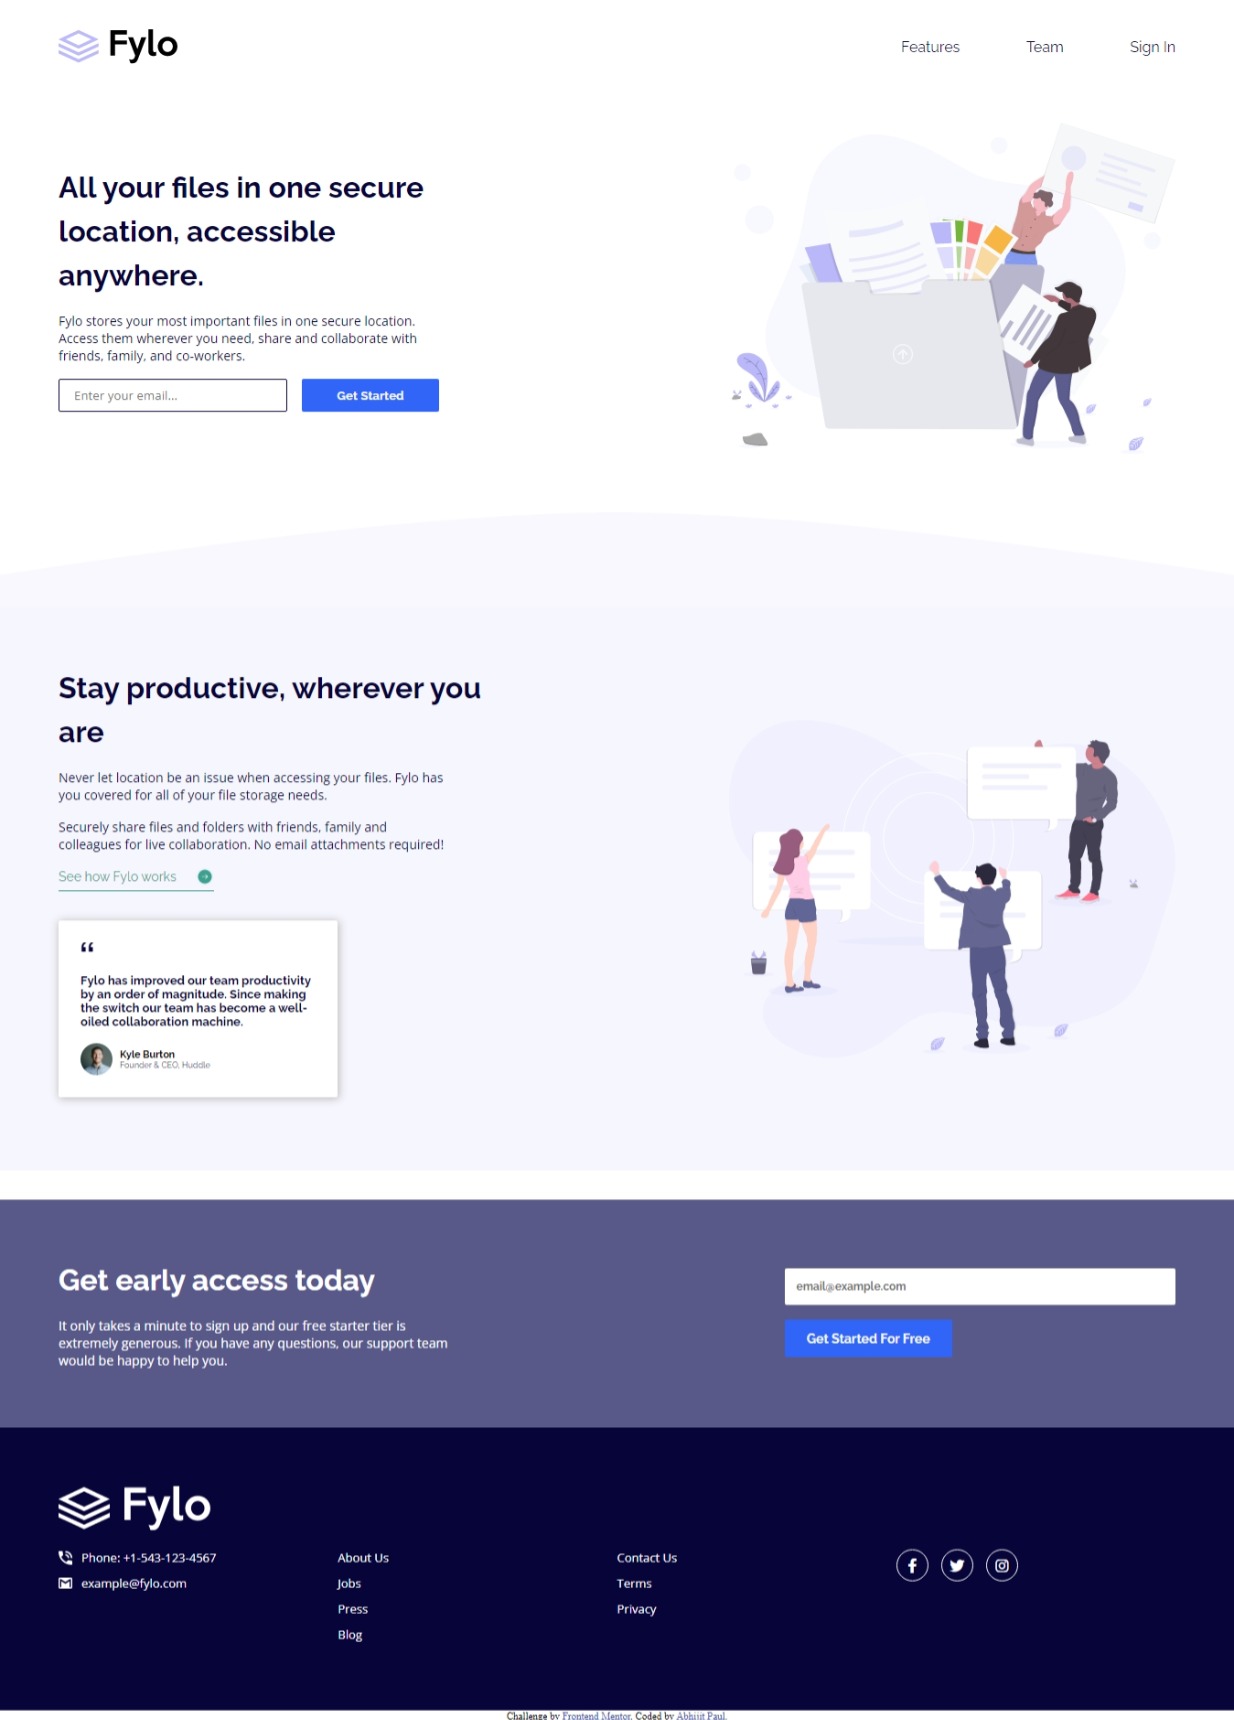 Fylo
Features Team Sign In
All your files in one secure
location, accessible
anywhere.
Fylo stores your most important files in one secure location.
Access them wherever you need, share and collaborate with
friends, family, and co-workers.
Enter your email... Get Started
Stay productive, wherever you
are
Never let location be an issue when accessing your files. Fylo has
you covered for all of your file storage needs.
Securely share files and folders with friends, family and
colleagues for live collaboration. No email attachments required!
See how Fylo works
“
Fylo has improved our team productivity
by an order of magnitude. Since making
the switch our team has become a well-
oiled collaboration machine.
Kyle Burton
Founder & CEO, Huddle
Get early access today
It only takes a minute to sign up and our free starter tier is
extremely generous. If you have any questions, our support team
would be happy to help you.
email@example.com
Get Started For Free
Fylo
Phone: +1-543-123-4567
example@fylo.com
About Us
Jobs
Press
Blog
Contact Us
Terms
Privacy
Challenge by Frontend Mentor. Coded by Abhijit Paul.